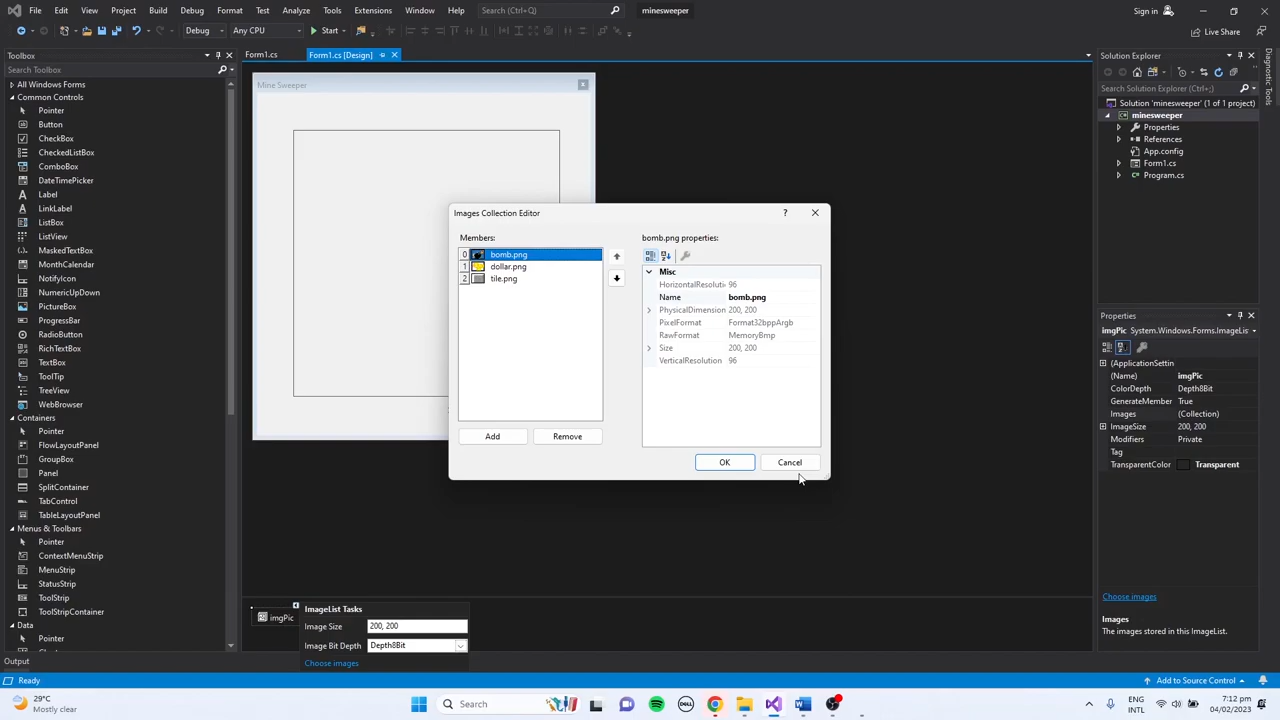 File Edit View Project Build Debug Format Test Analyze Tools Extensions Window Help Search (Ctrl+Q) minesweeper Sign in
Debug Any CPU Start Live Share
Toolbox
Search Toolbox
All Windows Forms
Common Controls
Pointer
Button
CheckBox
CheckedListBox
ComboBox
DateTimePicker
Label
LinkLabel
ListBox
ListView
MaskedTextBox
MonthCalendar
NotifyIcon
NumericUpDown
PictureBox
ProgressBar
RadioButton
RichTextBox
TextBox
ToolTip
TreeView
WebBrowser
Containers
Pointer
FlowLayoutPanel
GroupBox
Panel
SplitContainer
TabControl
TableLayoutPanel
Menus & Toolbars
Pointer
ContextMenuStrip
MenuStrip
StatusStrip
ToolStrip
ToolStripContainer
Data
Pointer
Output
Form1.cs Form1.cs [Design]
Mine Sweeper
Images Collection Editor ?
Members:
0 bomb.png
1 dollar.png
2 tile.png
Add Remove
bomb.png properties:
Misc
HorizontalResoluti 96
Name bomb.png
PhysicalDimension 200, 200
PixelFormat Format32bppArgb
RawFormat MemoryBmp
Size 200, 200
VerticalResolution 96
OK Cancel
imgPic
ImageList Tasks
Image Size 200, 200
Image Bit Depth Depth8Bit
Choose images
Solution Explorer
Search Solution Explorer (Ctrl+;)
Solution 'minesweeper' (1 of 1 project)
minesweeper
Properties
References
App.config
Form1.cs
Program.cs
Diagnostic Tools
Properties
imgPic System.Windows.Forms.ImageLis
(ApplicationSettin
(Name) imgPic
ColorDepth Depth8Bit
GenerateMember True
Images (Collection)
ImageSize 200, 200
Modifiers Private
Tag
TransparentColor Transparent
Choose images
Images
The images stored in this ImageList.
Ready Add to Source Control
29°C
Mostly clear
Search
DELL
ENG
INTL
7:12 pm
04/02/2023